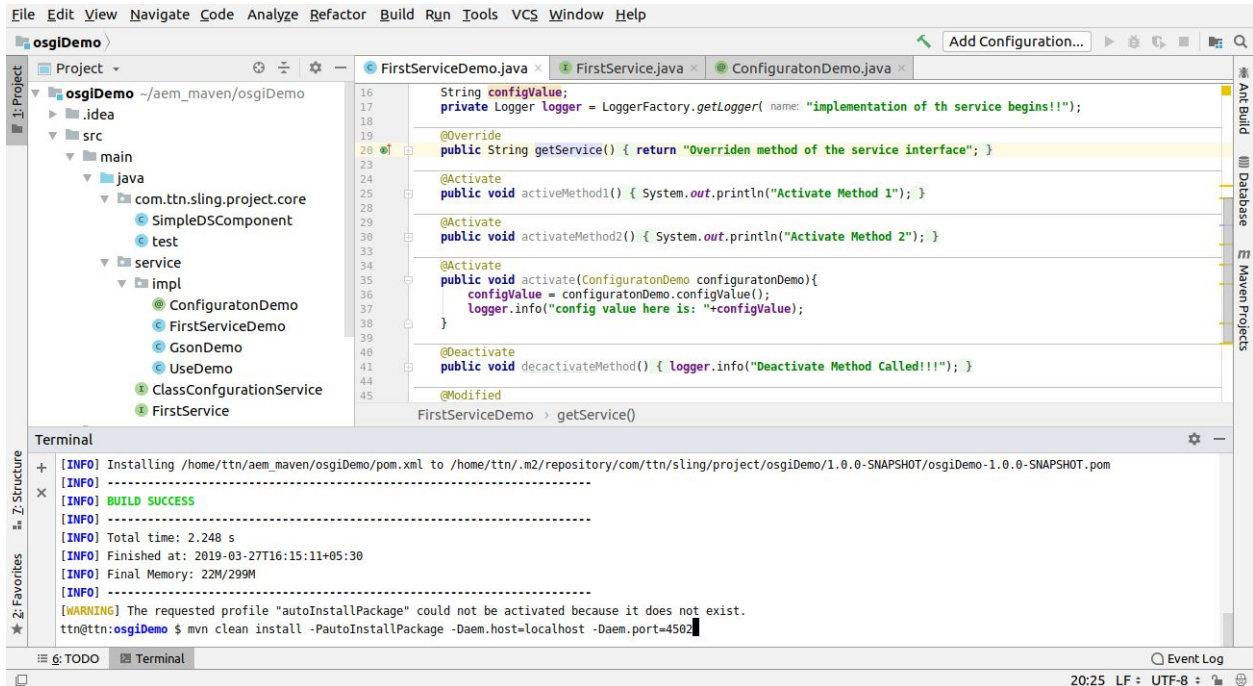 File Edit View Navigate Code Analyze Refactor Build Run Tools VCS Window Help
osgiDemo
Add Configuration...
1: Project
Project
osgiDemo ~/aem_maven/osgiDemo
.idea
src
main
java
com.ttn.sling.project.core
SimpleDSComponent
test
service
impl
ConfiguratonDemo
FirstServiceDemo
GsonDemo
UseDemo
ClassConfgurationService
FirstService
FirstServiceDemo.java
FirstService.java
ConfiguratonDemo.java
16 String configValue;
17 private Logger logger = LoggerFactory.getLogger( name: "implementation of th service begins!!");
18
19 @Override
20 public String getService() { return "Overriden method of the service interface"; }
23
24 @Activate
25 public void activeMethod1() { System.out.println("Activate Method 1"); }
28
29 @Activate
30 public void activateMethod2() { System.out.println("Activate Method 2"); }
33
34 @Activate
35 public void activate(ConfiguratonDemo configuratonDemo){
36 configValue = configuratonDemo.configValue();
37 logger.info("config value here is: "+configValue);
38 }
39
40 @Deactivate
41 public void decactivateMethod() { logger.info("Deactivate Method Called!!!"); }
44
45 @Modified
FirstServiceDemo › getService()
Ant Build
Database
Maven Projects
Terminal
[INFO] Installing /home/ttn/aem_maven/osgiDemo/pom.xml to /home/ttn/.m2/repository/com/ttn/sling/project/osgiDemo/1.0.0-SNAPSHOT/osgiDemo-1.0.0-SNAPSHOT.pom
[INFO] ------------------------------------------------------------------------
[INFO] BUILD SUCCESS
[INFO] ------------------------------------------------------------------------
[INFO] Total time: 2.248 s
[INFO] Finished at: 2019-03-27T16:15:11+05:30
[INFO] Final Memory: 22M/299M
[INFO] ------------------------------------------------------------------------
[WARNING] The requested profile "autoInstallPackage" could not be activated because it does not exist.
ttn@ttn:osgiDemo $ mvn clean install -PautoInstallPackage -Daem.host=localhost -Daem.port=4502
7: Structure
2: Favorites
6: TODO
Terminal
Event Log
20:25 LF UTF-8